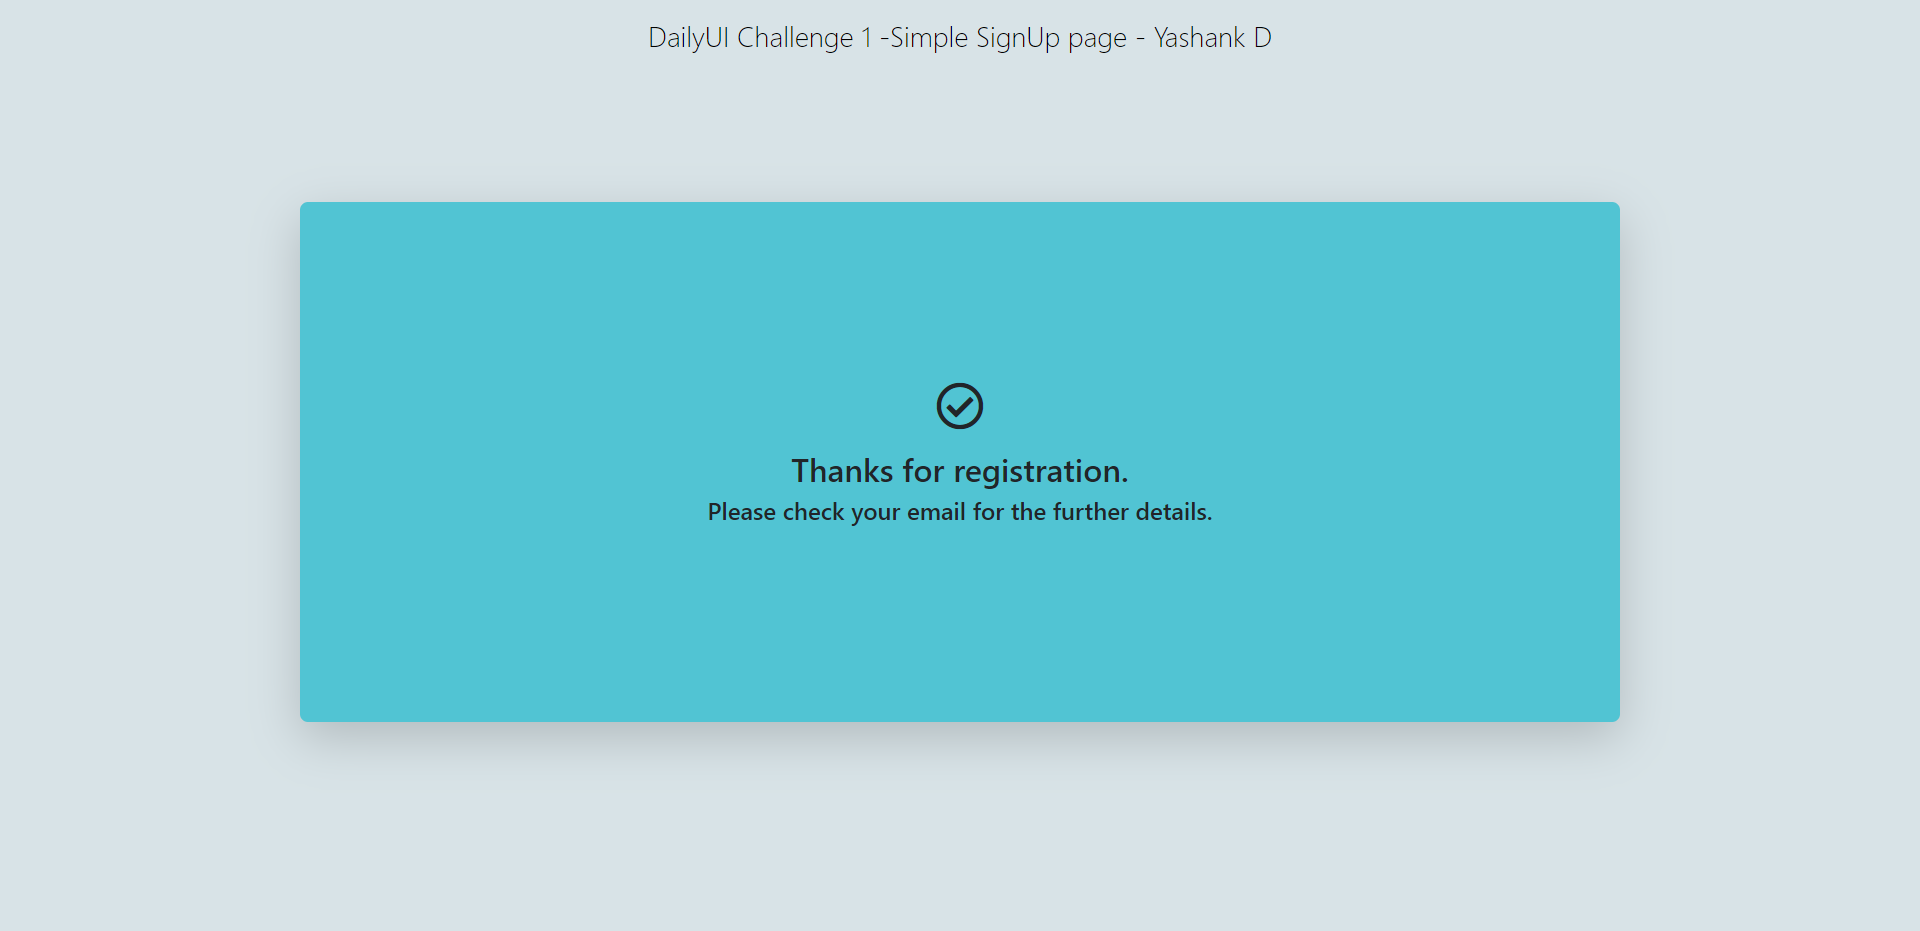 DailyUI Challenge 1 -Simple SignUp page - Yashank D
Thanks for registration.
Please check your email for the further details.